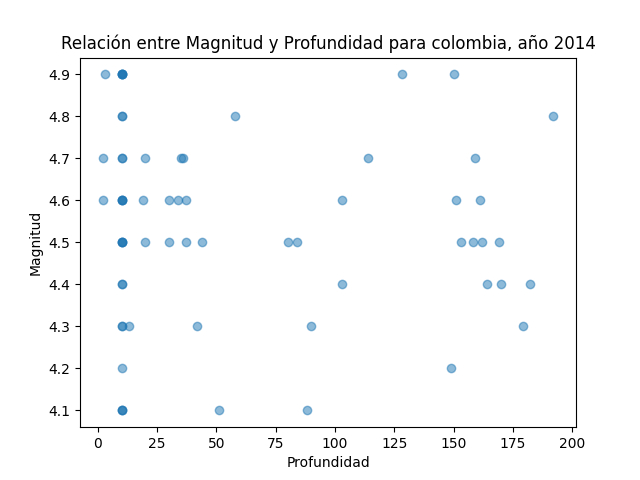 Relación entre Magnitud y Profundidad para colombia, año 2014
4.9
4.8
4.7
4.6
4.5
4.4
4.3
4.2
4.1
Magnitud
0 25 50 75 100 125 150 175 200
Profundidad